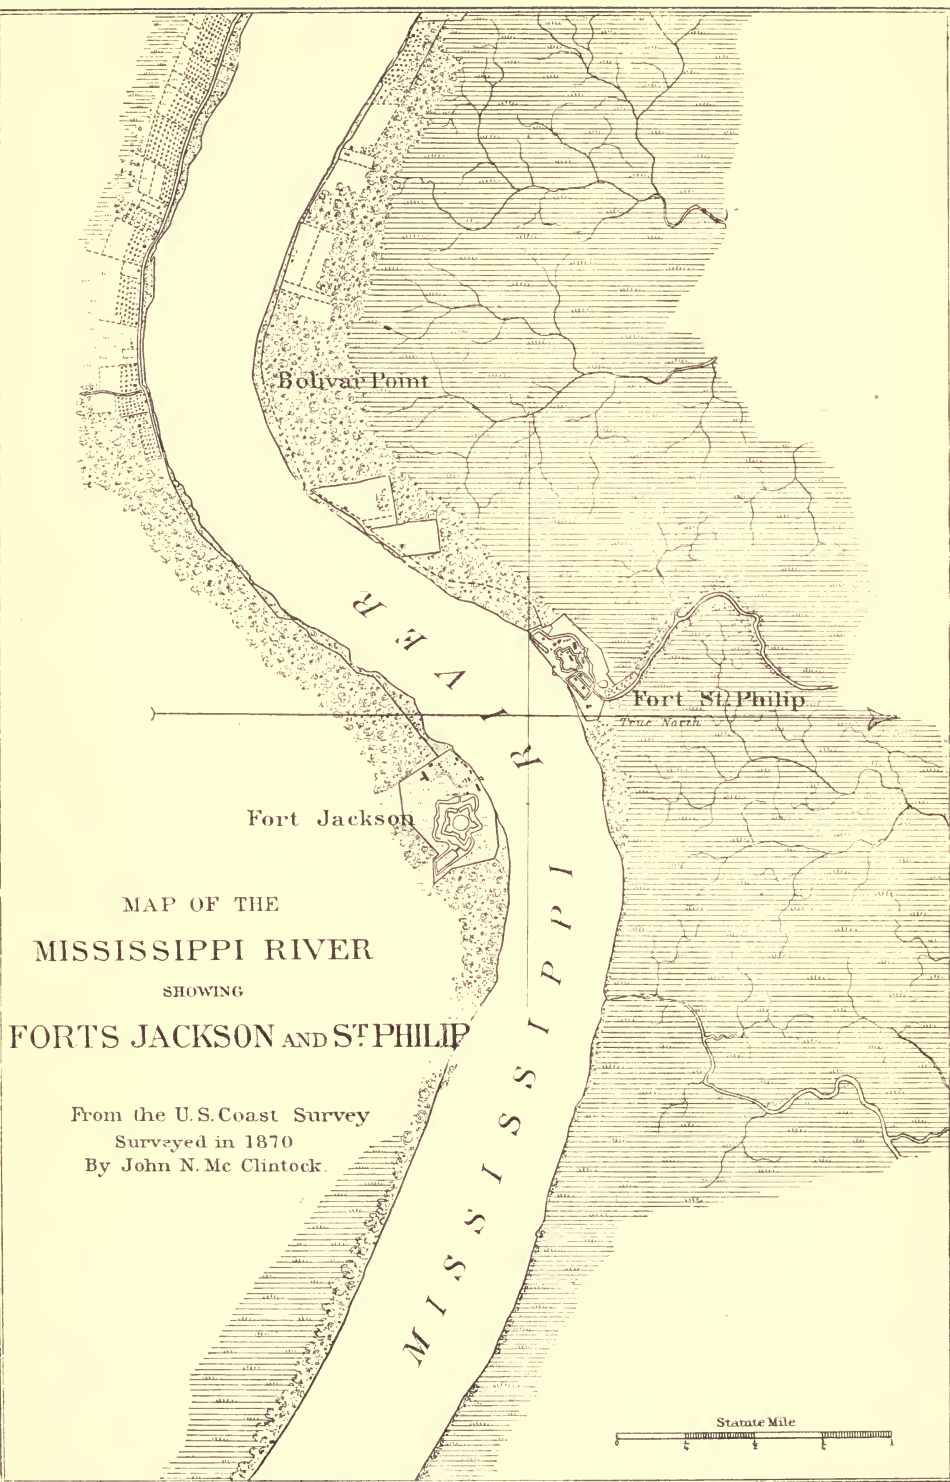 Bolivar Point
MISSISSIPPI RIVER
Fort St. Philip
True North
Fort Jackson
MAP OF THE
MISSISSIPPI RIVER
SHOWING
FORTS JACKSON AND ST. PHILIP
From the U.S. Coast Survey
Surveyed in 1870
By John N. Mc Clintock.
Statute Mile
0 1